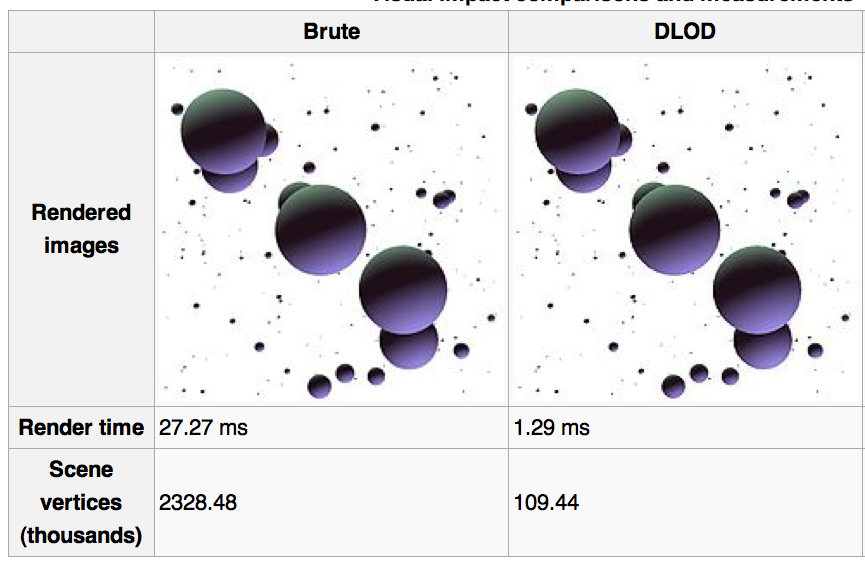 Brute
DLOD
Rendered
images
Render time
27.27 ms
1.29 ms
Scene
vertices
(thousands)
2328.48
109.44